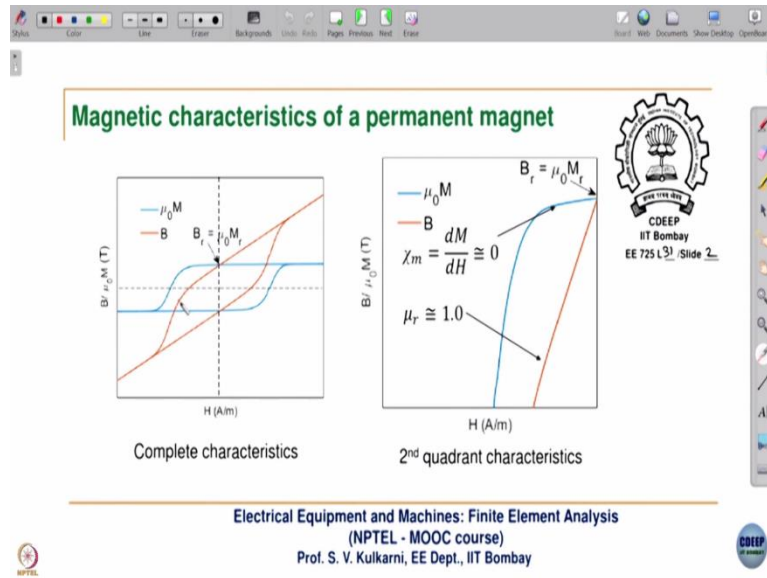 Stylus
Color
Line
Eraser
Backgrounds
Undo
Redo
Pages
Previous
Next
Erase
Board
Web
Documents
Show Desktop
OpenBoar
Magnetic characteristics of a permanent magnet
CDEEP
IIT Bombay
EE 725 L 31 /Slide 2
μ₀M
B
Bᵣ = μ₀Mᵣ
B/ μ₀M (T)
H (A/m)
Complete characteristics
μ₀M
B
Bᵣ = μ₀Mᵣ
χₘ = dM/dH ≅ 0
μᵣ ≅ 1.0
B/ μ₀M (T)
H (A/m)
2nd quadrant characteristics
Electrical Equipment and Machines: Finite Element Analysis
(NPTEL - MOOC course)
Prof. S. V. Kulkarni, EE Dept., IIT Bombay
NPTEL
CDEEP